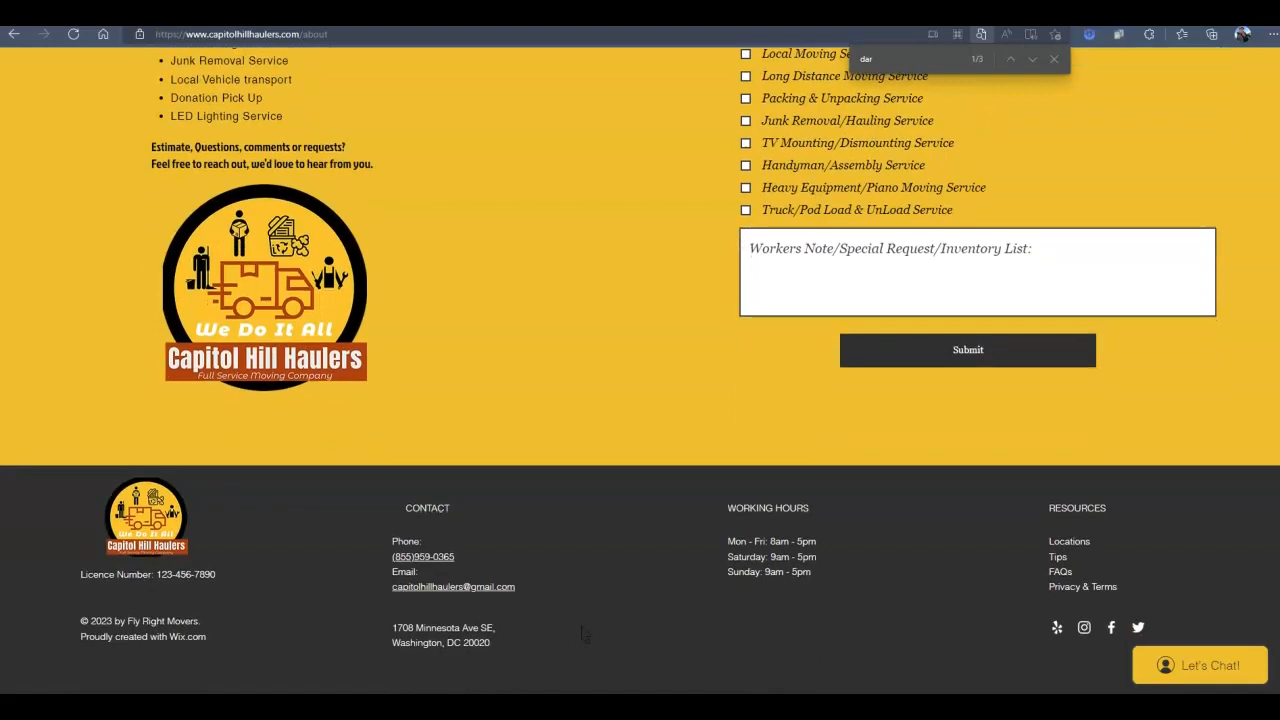 https://www.capitolhillhaulers.com/about
dar
1/3
Junk Removal Service
Local Vehicle transport
Donation Pick Up
LED Lighting Service
Estimate, Questions, comments or requests?
Feel free to reach out, we'd love to hear from you.
We Do It All
Capitol Hill Haulers
Full Service Moving Company
Local Moving Se
Long Distance Moving Service
Packing & Unpacking Service
Junk Removal/Hauling Service
TV Mounting/Dismounting Service
Handyman/Assembly Service
Heavy Equipment/Piano Moving Service
Truck/Pod Load & UnLoad Service
Workers Note/Special Request/Inventory List:
Submit
We Do It All
Capitol Hill Haulers
Licence Number: 123-456-7890
© 2023 by Fly Right Movers.
Proudly created with Wix.com
CONTACT
Phone:
(855)959-0365
Email:
capitolhillhaulers@gmail.com
1708 Minnesota Ave SE,
Washington, DC 20020
WORKING HOURS
Mon - Fri: 8am - 5pm
Saturday: 9am - 5pm
Sunday: 9am - 5pm
RESOURCES
Locations
Tips
FAQs
Privacy & Terms
Let's Chat!